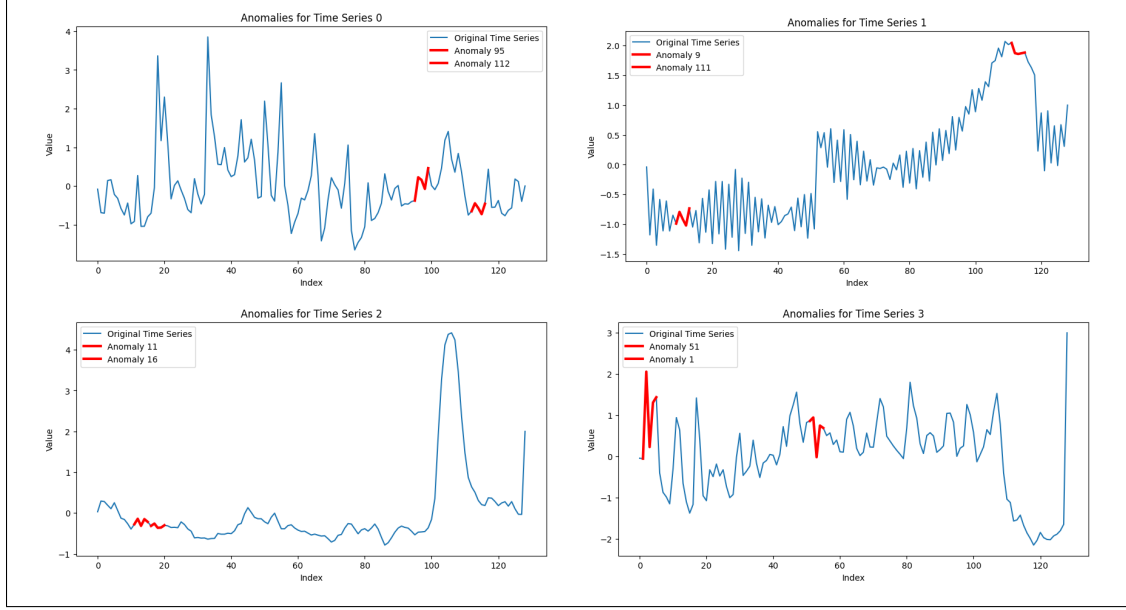 Anomalies for Time Series 0
Original Time Series
Anomaly 95
Anomaly 112
4
3
2
1
0
−1
Value
0 20 40 60 80 100 120
Index
Anomalies for Time Series 1
Original Time Series
Anomaly 9
Anomaly 111
2.0
1.5
1.0
0.5
0.0
−0.5
−1.0
−1.5
Value
0 20 40 60 80 100 120
Index
Anomalies for Time Series 2
Original Time Series
Anomaly 11
Anomaly 16
4
3
2
1
0
−1
Value
0 20 40 60 80 100 120
Index
Anomalies for Time Series 3
Original Time Series
Anomaly 51
Anomaly 1
3
2
1
0
−1
−2
Value
0 20 40 60 80 100 120
Index